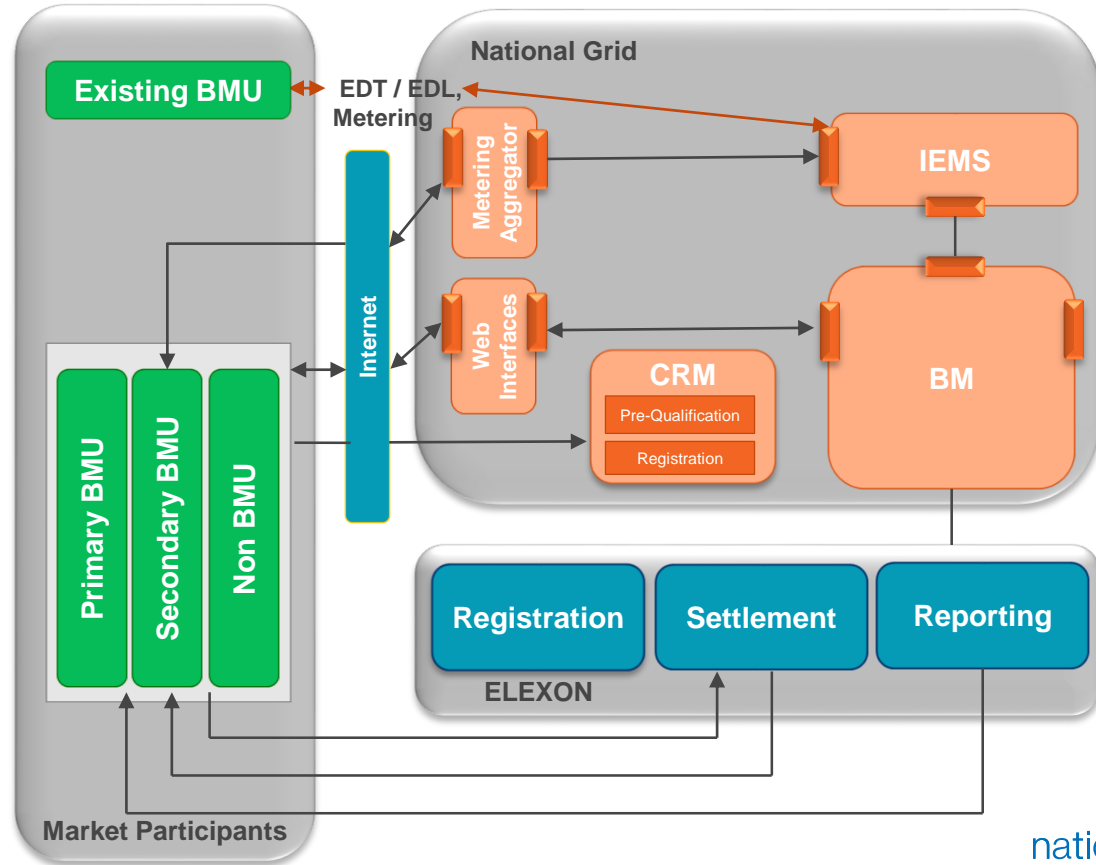 National Grid
Existing BMU
EDT / EDL,
Metering
Metering
Aggregator
IEMS
Internet
Web
Interfaces
CRM
Pre-Qualification
Registration
BM
Primary BMU
Secondary BMU
Non BMU
Registration
Settlement
Reporting
ELEXON
Market Participants
natio